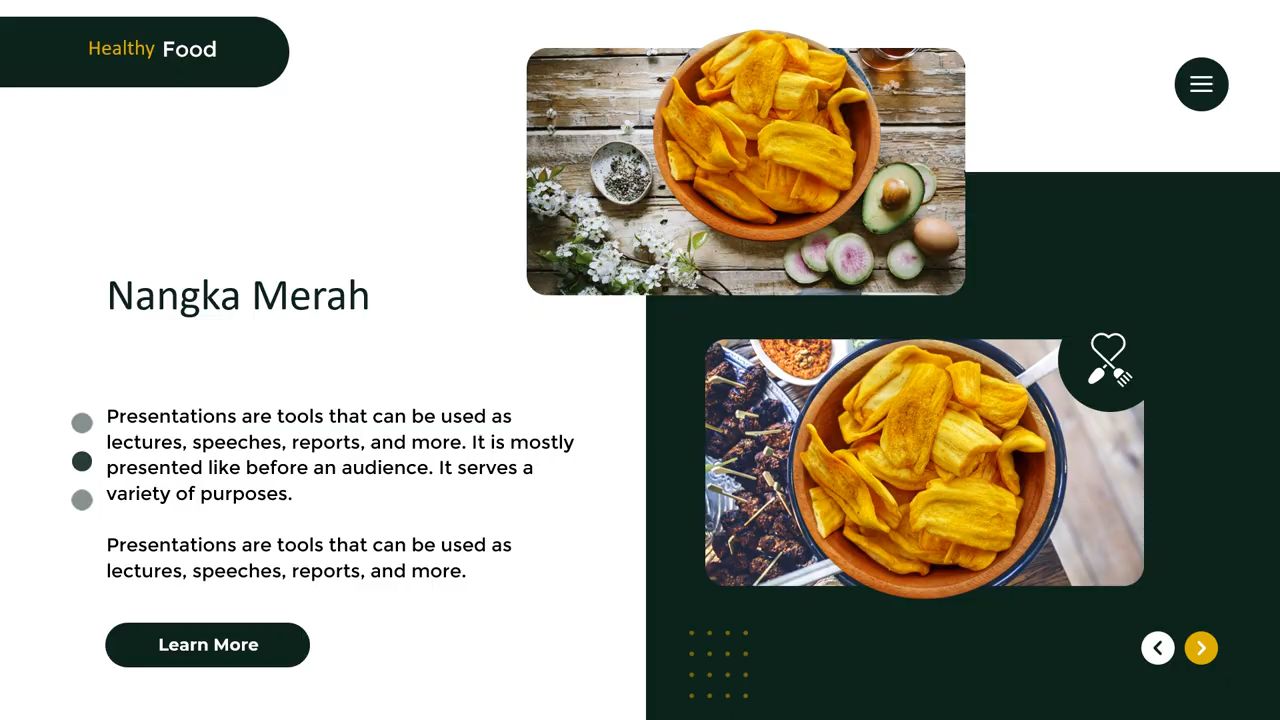 Healthy Food
Nangka Merah
Presentations are tools that can be used as
lectures, speeches, reports, and more. It is mostly
presented like before an audience. It serves a
variety of purposes.
Presentations are tools that can be used as
lectures, speeches, reports, and more.
Learn More